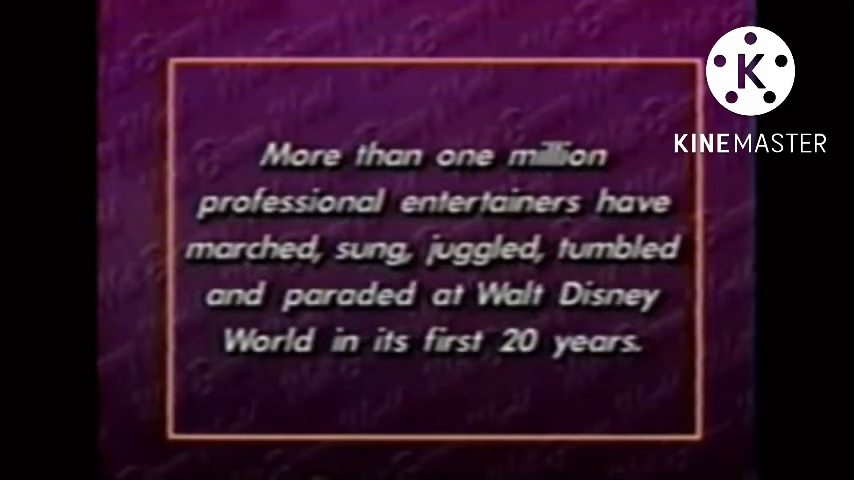 More than one million
professional entertainers have
marched, sung, juggled, tumbled
and paraded at Walt Disney
World in its first 20 years.
K
KINEMASTER